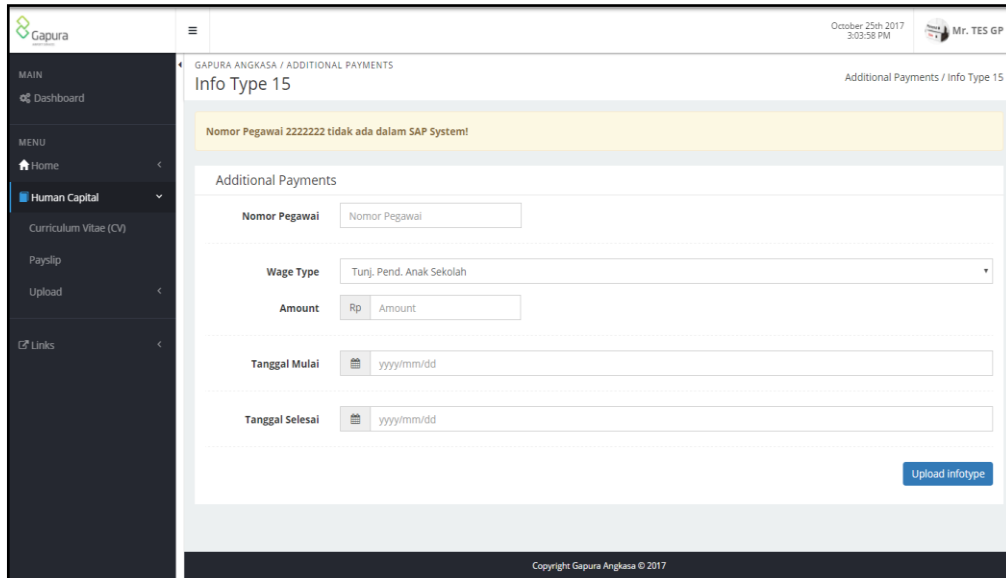 Gapura
October 25th 2017
3:03:58 PM
Mr. TES GP
MAIN
Dashboard
MENU
Home
Human Capital
Curriculum Vitae (CV)
Payslip
Upload
Links
GAPURA ANGKASA / ADDITIONAL PAYMENTS
Info Type 15
Additional Payments / Info Type 15
Nomor Pegawai 2222222 tidak ada dalam SAP System!
Additional Payments
Nomor Pegawai Nomor Pegawai
Wage Type Tunj. Pend. Anak Sekolah
Amount Rp Amount
Tanggal Mulai yyyy/mm/dd
Tanggal Selesai yyyy/mm/dd
Upload infotype
Copyright Gapura Angkasa © 2017